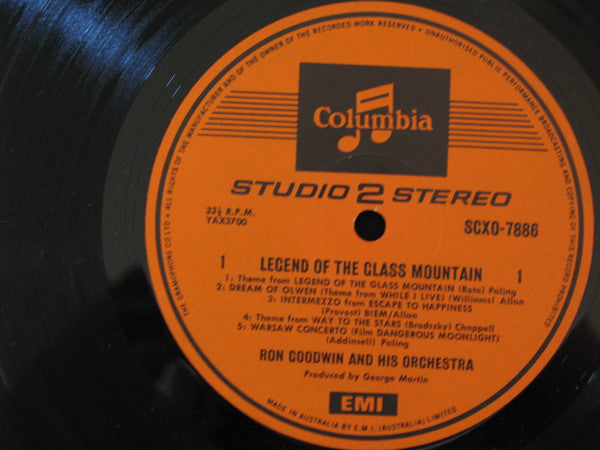 THE GRAMOPHONE CO LTD • ALL RIGHTS OF THE MANUFACTURER AND OF THE OWNER OF THE RECORDED WORK RESERVED • UNAUTHORISED PUBLIC PERFORMANCE BROADCASTING AND COPYING OF THIS RECORD PROHIBITED
Columbia
STUDIO 2 STEREO
33⅓ R.P.M.
YAX3700
SCXO-7886
1 LEGEND OF THE GLASS MOUNTAIN 1
1: Theme from LEGEND OF THE GLASS MOUNTAIN (Rota) Paling
2: DREAM OF OLWEN (Theme from WHILE I LIVE) (Williams) Allan
3: INTERMEZZO from ESCAPE TO HAPPINESS
(Provost) BIEM/Allan
4: Theme from WAY TO THE STARS (Brodszky) Chappell
5: WARSAW CONCERTO (Film DANGEROUS MOONLIGHT)
(Addinsell) Paling
RON GOODWIN AND HIS ORCHESTRA
Produced by George Martin
EMI
MADE IN AUSTRALIA BY E.M.I. (AUSTRALIA) LTD.